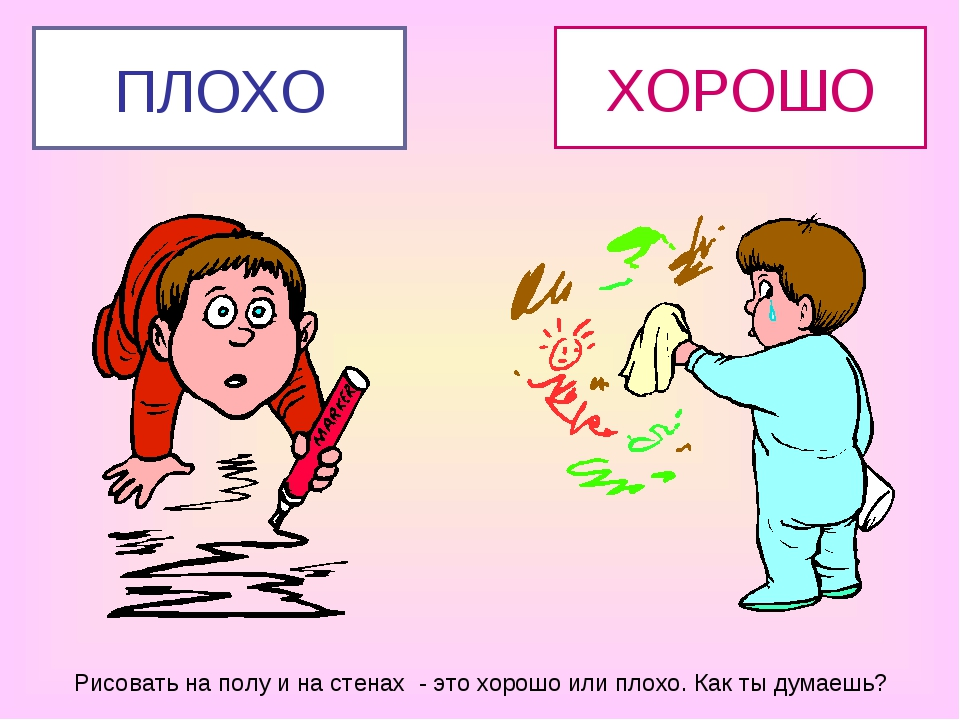 ПЛОХО
ХОРОШО
MARKER
Рисовать на полу и на стенах  - это хорошо или плохо. Как ты думаешь?